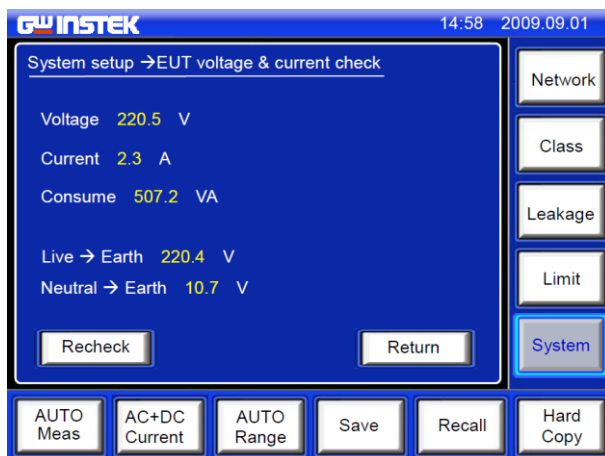 GW INSTEK 14:58 2009.09.01
System setup →EUT voltage & current check
Voltage 220.5 V
Current 2.3 A
Consume 507.2 VA
Live → Earth 220.4 V
Neutral → Earth 10.7 V
Recheck Return
Network
Class
Leakage
Limit
System
AUTO
Meas
AC+DC
Current
AUTO
Range
Save
Recall
Hard
Copy